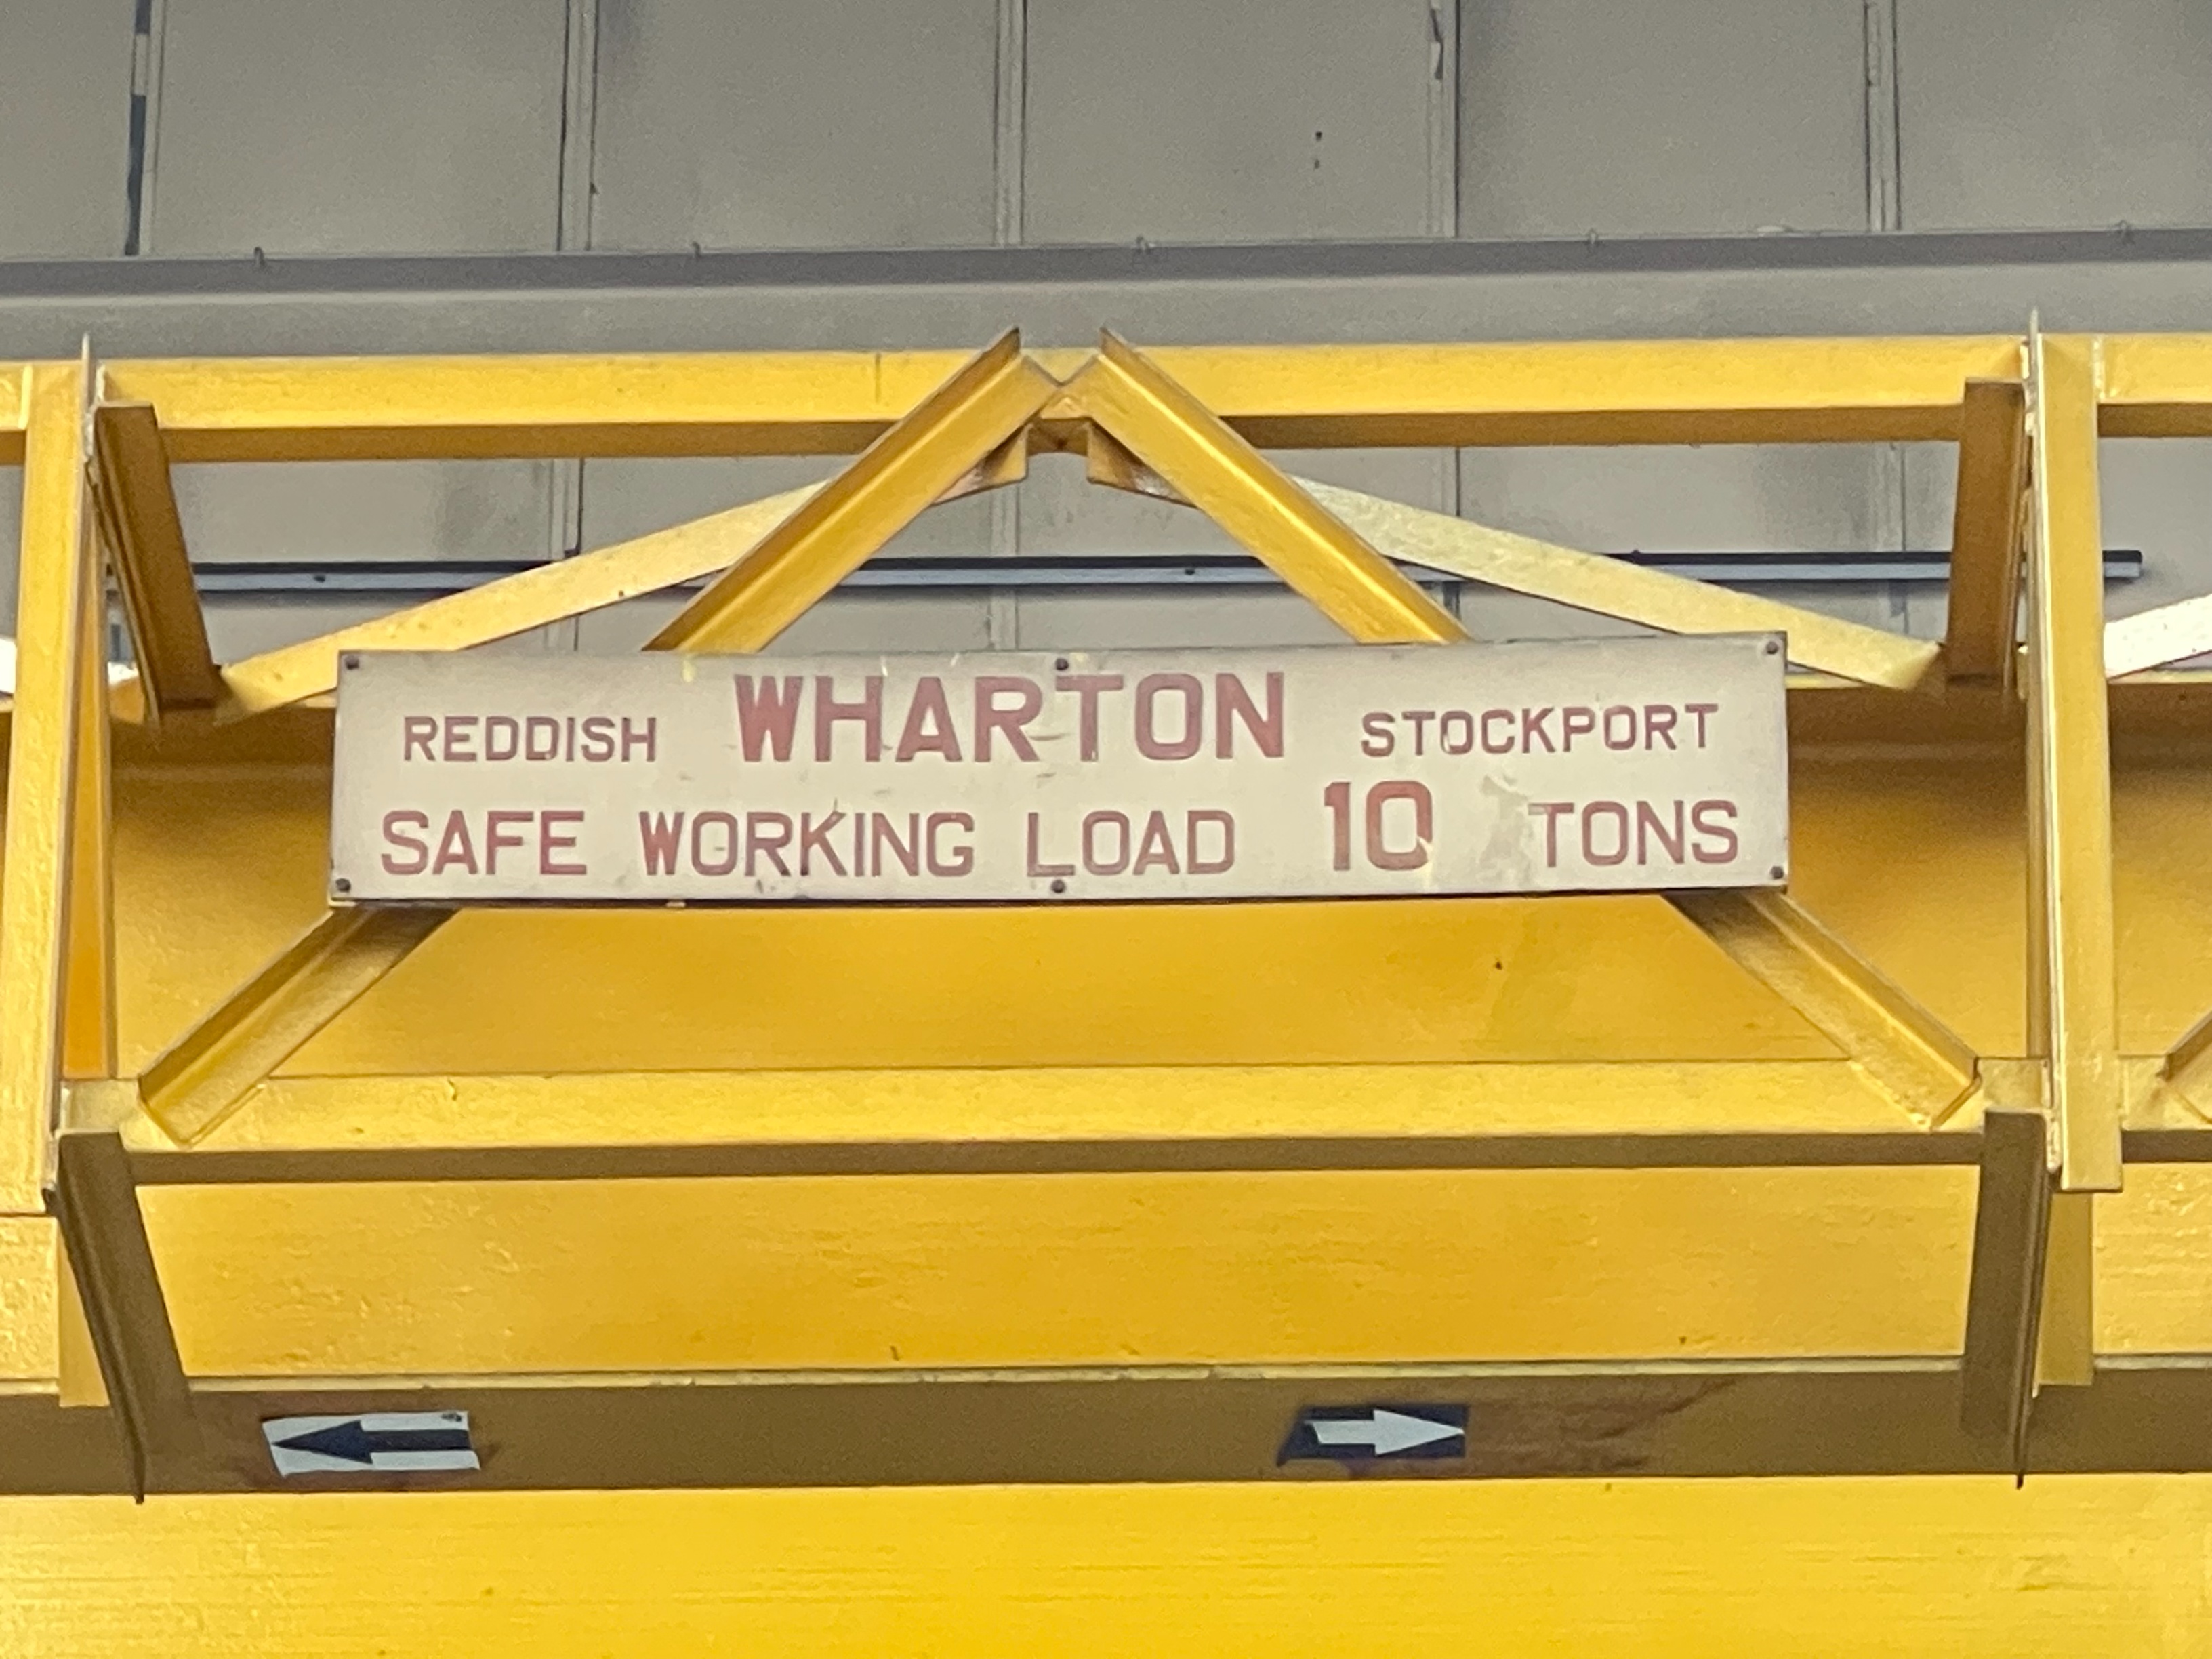 REDDISH WHARTON STOCKPORT
SAFE WORKING LOAD 10 TONS